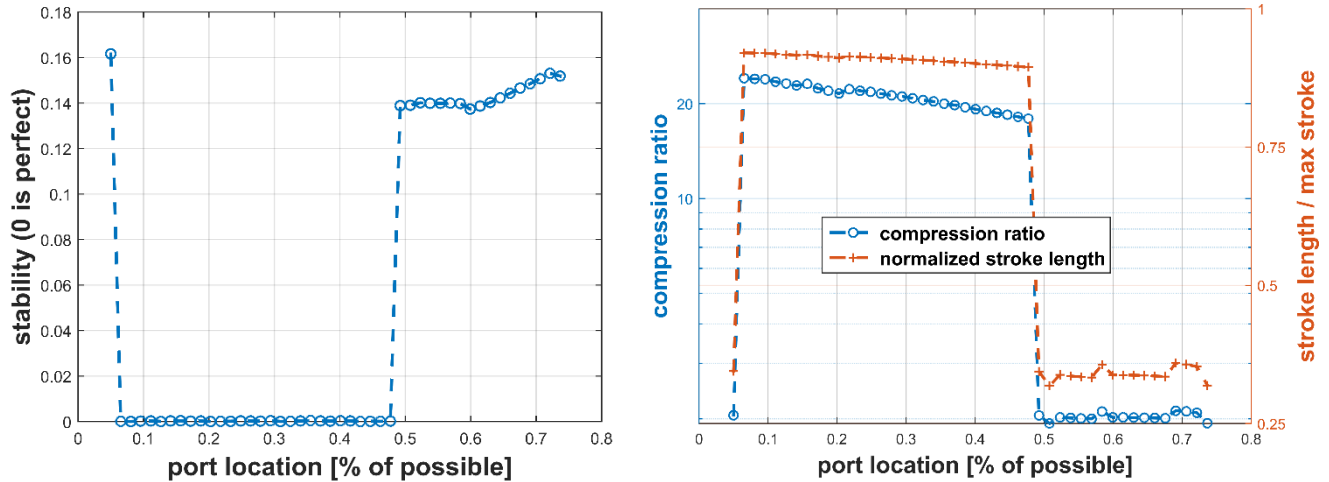 stability (0 is perfect)
0.18
0.16
0.14
0.12
0.1
0.08
0.06
0.04
0.02
0
0 0.1 0.2 0.3 0.4 0.5 0.6 0.7 0.8
port location [% of possible]
compression ratio
20
10
compression ratio
normalized stroke length
1
0.75
0.5
0.25
stroke length / max stroke
0 0.1 0.2 0.3 0.4 0.5 0.6 0.7 0.8
port location [% of possible]